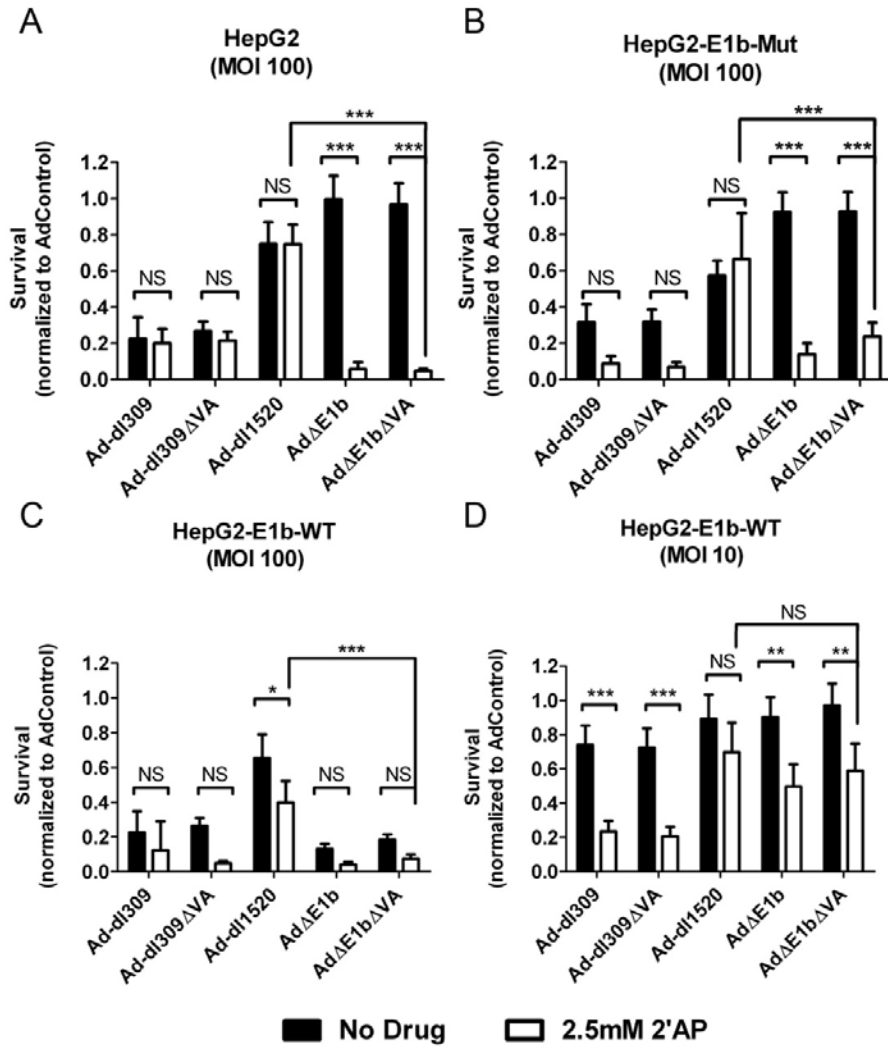 A
HepG2
(MOI 100)
Survival
(normalized to AdControl)
1.2
1.0
0.8
0.6
0.4
0.2
0.0
NS
NS
NS
***
***
***
Ad-dl309
Ad-dl309ΔVA
Ad-dl1520
AdΔE1b
AdΔE1bΔVA
B
HepG2-E1b-Mut
(MOI 100)
Survival
(normalized to AdControl)
1.2
1.0
0.8
0.6
0.4
0.2
0.0
NS
NS
NS
***
***
***
Ad-dl309
Ad-dl309ΔVA
Ad-dl1520
AdΔE1b
AdΔE1bΔVA
C
HepG2-E1b-WT
(MOI 100)
Survival
(normalized to AdControl)
1.2
1.0
0.8
0.6
0.4
0.2
0.0
NS
NS
*
***
NS
NS
Ad-dl309
Ad-dl309ΔVA
Ad-dl1520
AdΔE1b
AdΔE1bΔVA
D
HepG2-E1b-WT
(MOI 10)
Survival
(normalized to AdControl)
1.2
1.0
0.8
0.6
0.4
0.2
0.0
***
***
NS
NS
**
**
Ad-dl309
Ad-dl309ΔVA
Ad-dl1520
AdΔE1b
AdΔE1bΔVA
No Drug
2.5mM 2'AP